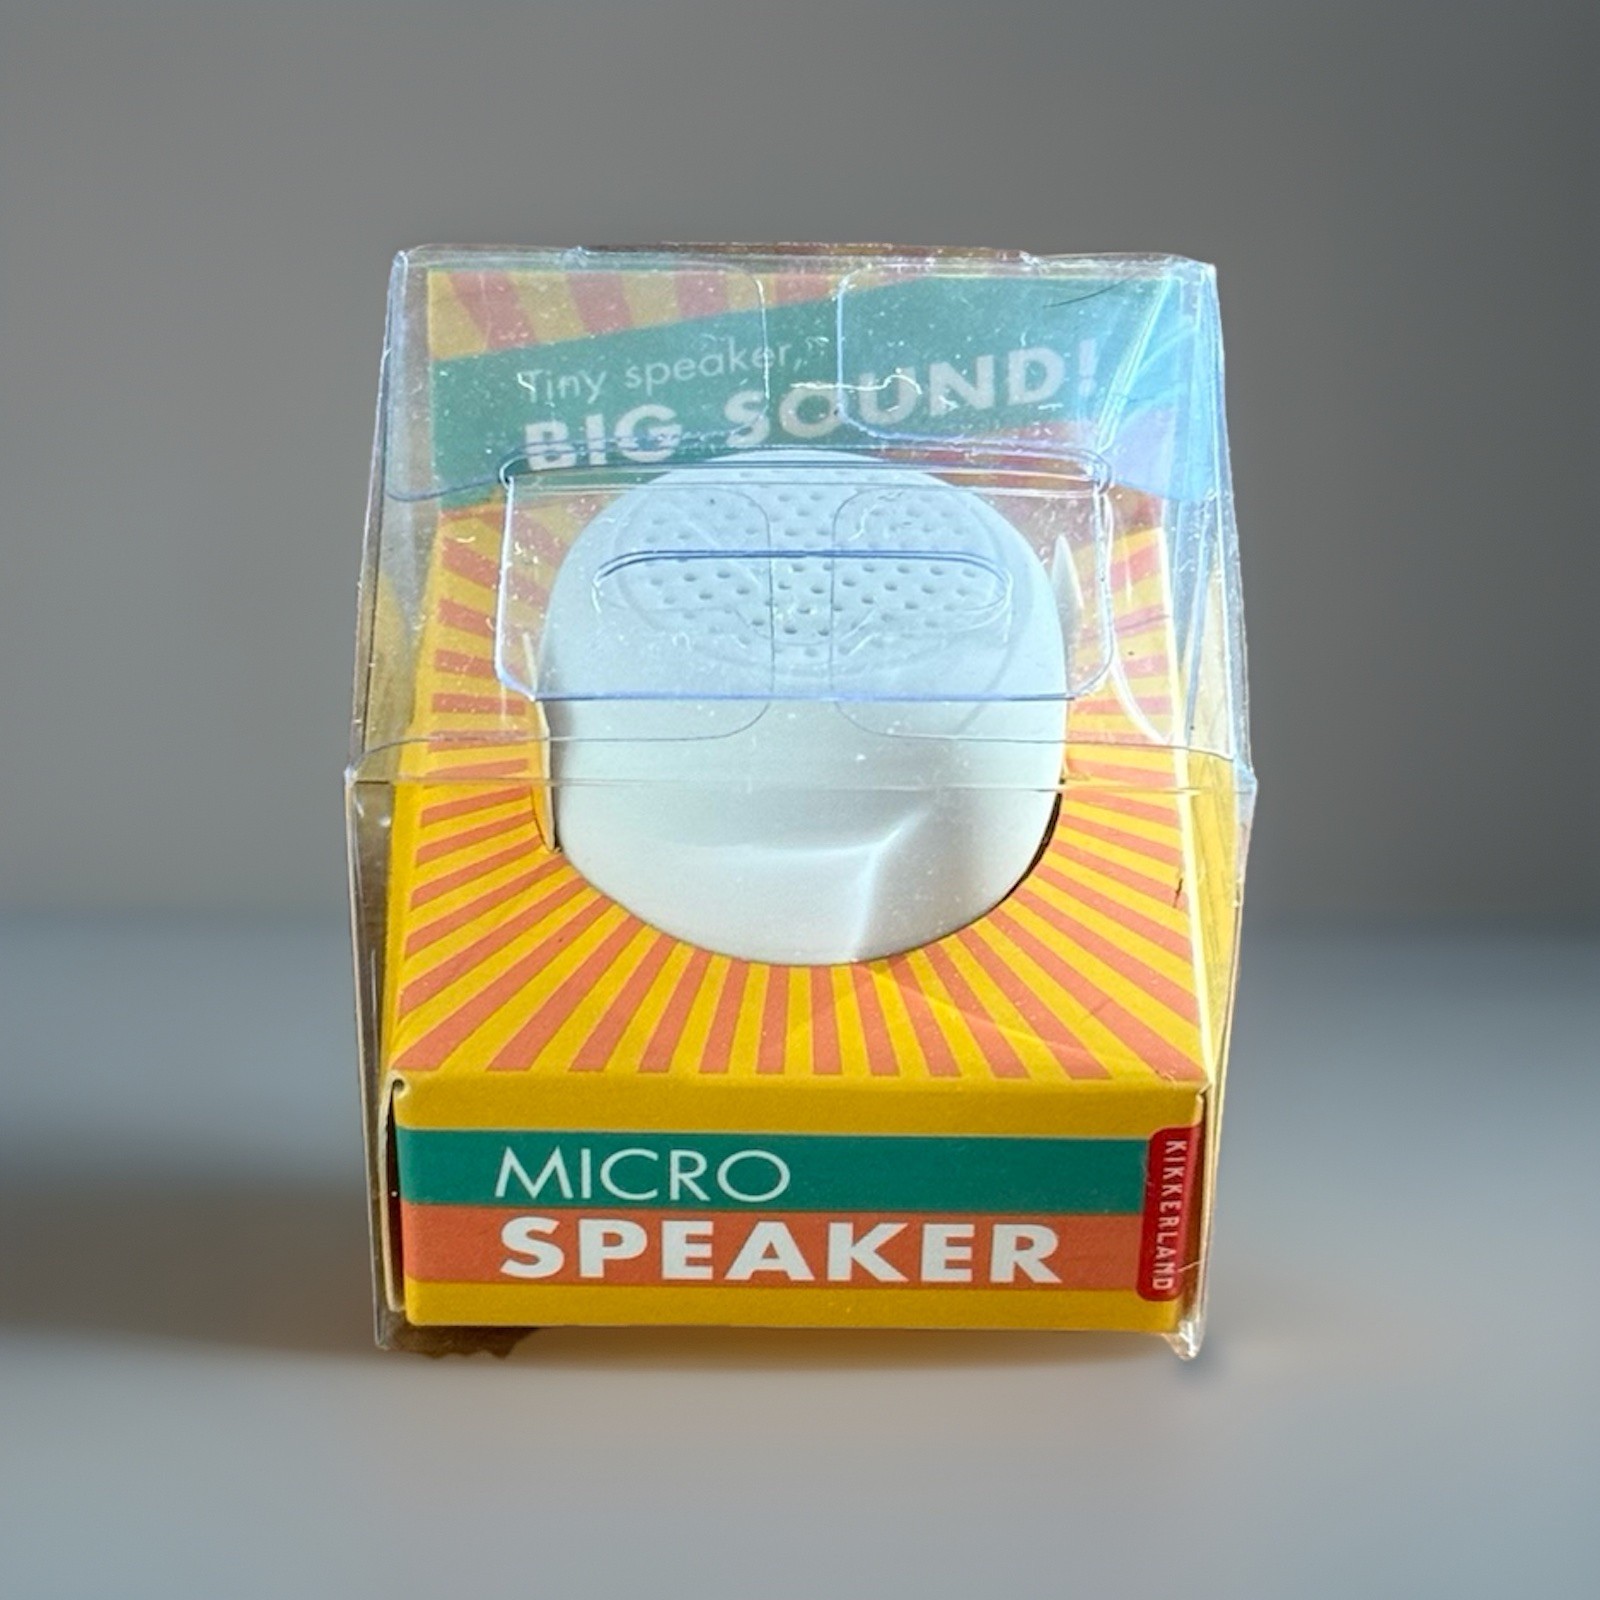 Tiny speaker,
BIG SOUND!
MICRO
SPEAKER
KIKKERLAND